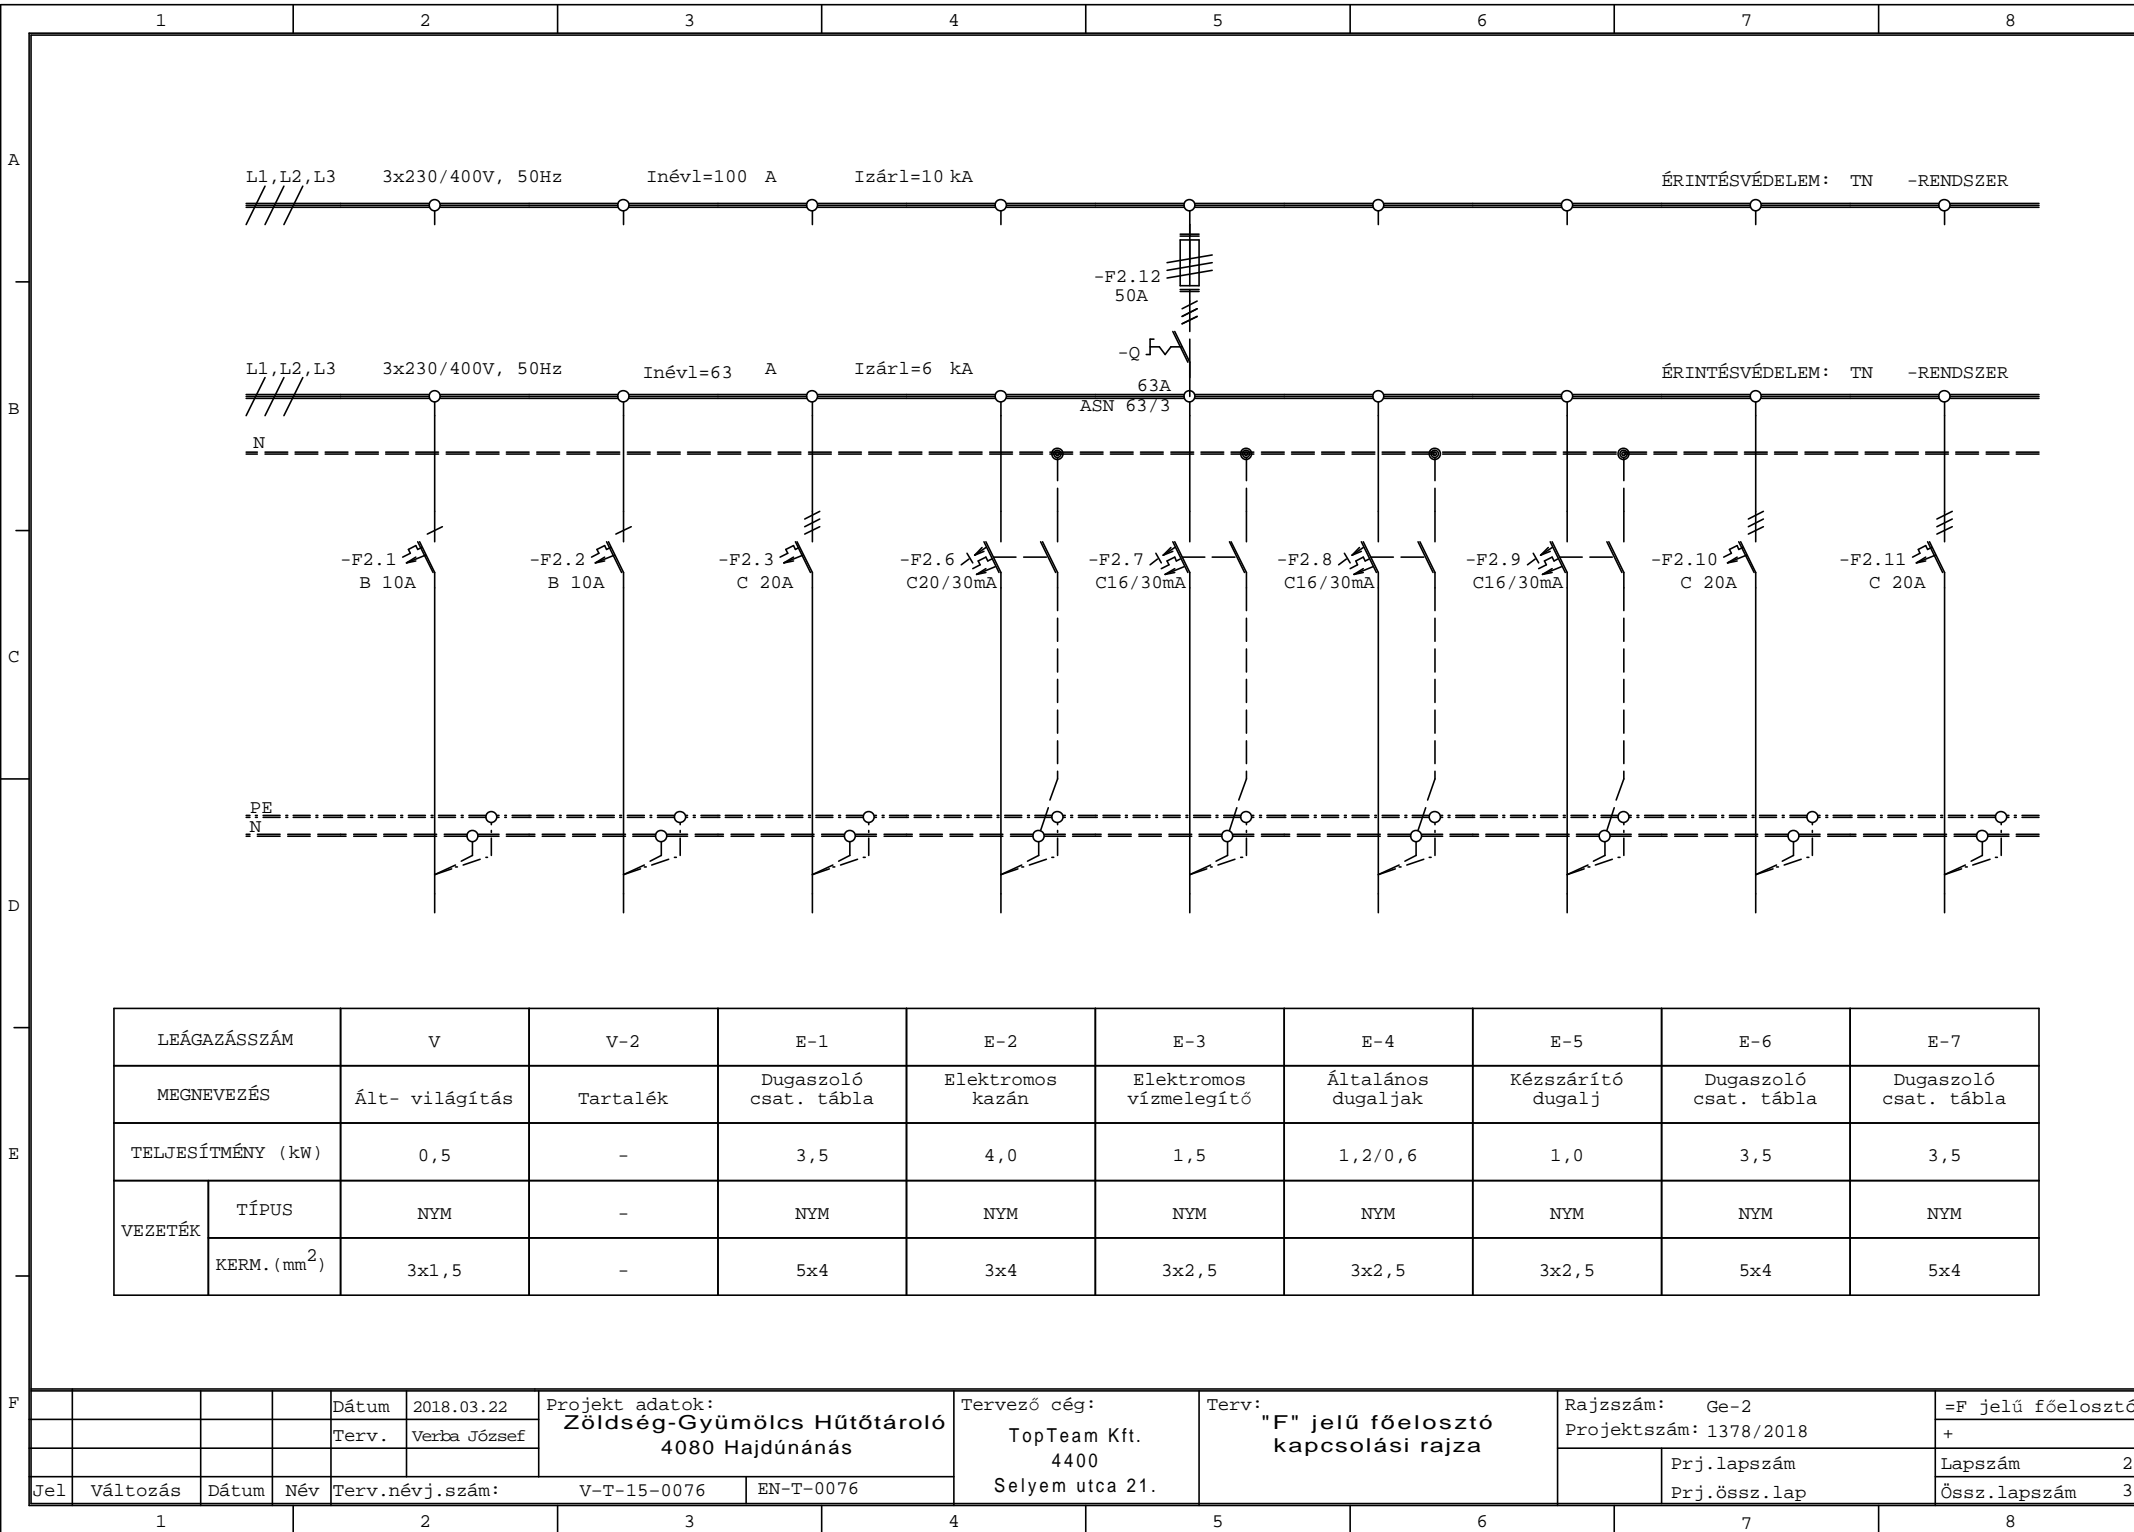 1 2 3 4 5 6 7 8
A
L1,L2,L3 3x230/400V, 50Hz Inévl=100 A Izárl=10 kA ÉRINTÉSVÉDELEM: TN -RENDSZER
-F2.12
50A
-Q
63A
ASN 63/3
L1,L2,L3 3x230/400V, 50Hz Inévl=63 A Izárl=6 kA ÉRINTÉSVÉDELEM: TN -RENDSZER
B
N
-F2.1 -F2.2 -F2.3 -F2.6 -F2.7 -F2.8 -F2.9 -F2.10 -F2.11
B 10A B 10A C 20A C20/30mA C16/30mA C16/30mA C16/30mA C 20A C 20A
C
PE
N
D
LEÁGAZÁSSZÁM V V-2 E-1 E-2 E-3 E-4 E-5 E-6 E-7
MEGNEVEZÉS Ált- világítás Tartalék Dugaszoló csat. tábla Elektromos kazán Elektromos vízmelegítő Általános dugaljak Kézszárító dugalj Dugaszoló csat. tábla Dugaszoló csat. tábla
E
TELJESÍTMÉNY (kW) 0,5 - 3,5 4,0 1,5 1,2/0,6 1,0 3,5 3,5
VEZETÉK TÍPUS NYM - NYM NYM NYM NYM NYM NYM NYM
KERM.(mm2) 3x1,5 - 5x4 3x4 3x2,5 3x2,5 3x2,5 5x4 5x4
F
Dátum 2018.03.22
Terv. Verba József
Jel Változás Dátum Név Terv.névj.szám: V-T-15-0076 EN-T-0076
Projekt adatok:
Zöldség-Gyümölcs Hűtőtároló
4080 Hajdúnánás
Tervező cég:
TopTeam Kft.
4400
Selyem utca 21.
Terv:
"F" jelű főelosztó
kapcsolási rajza
Rajzszám: Ge-2
Projektszám: 1378/2018
Prj.lapszám
Prj.össz.lap
=F jelű főelosztó
+
Lapszám 2
Össz.lapszám 3
1 2 3 4 5 6 7 8